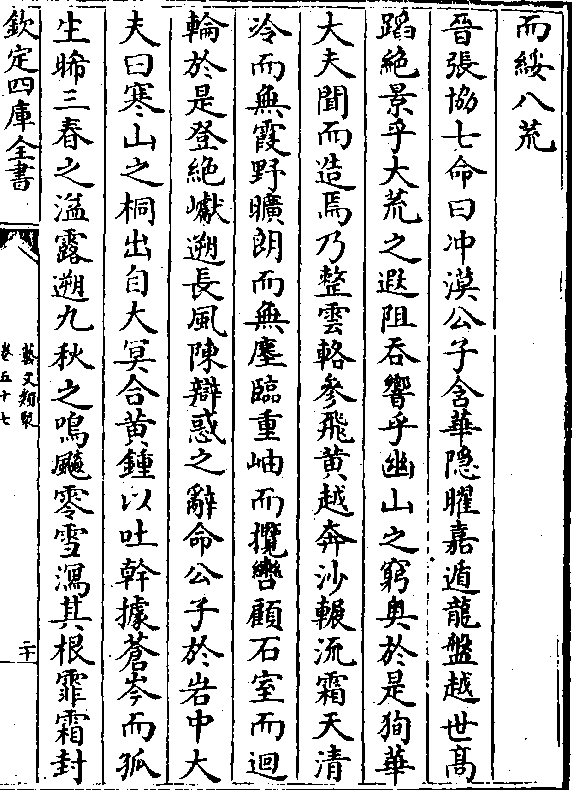 而綏八荒
晉張協七命曰冲漠公子含華隠曜嘉遁龍盤越世髙
蹈絶景乎大荒之遐阻吞響乎幽山之窮奥於是狥華
大夫聞而造焉乃整雲輅參飛黄越奔沙輾流霜天清
泠而無霞野曠朗而無塵臨重岫而攬轡顧石室而迴
輪於是登絶巘遡長風陳辯惑之辭命公子於岩中大
夫曰寒山之桐出自大冥合黄鍾以吐幹據蒼岑而孤
生晞三春之溢露遡九秋之鳴飇零雪瀉其根霏霜封
欽定四庫全書
藝文類聚
卷五十七
二十